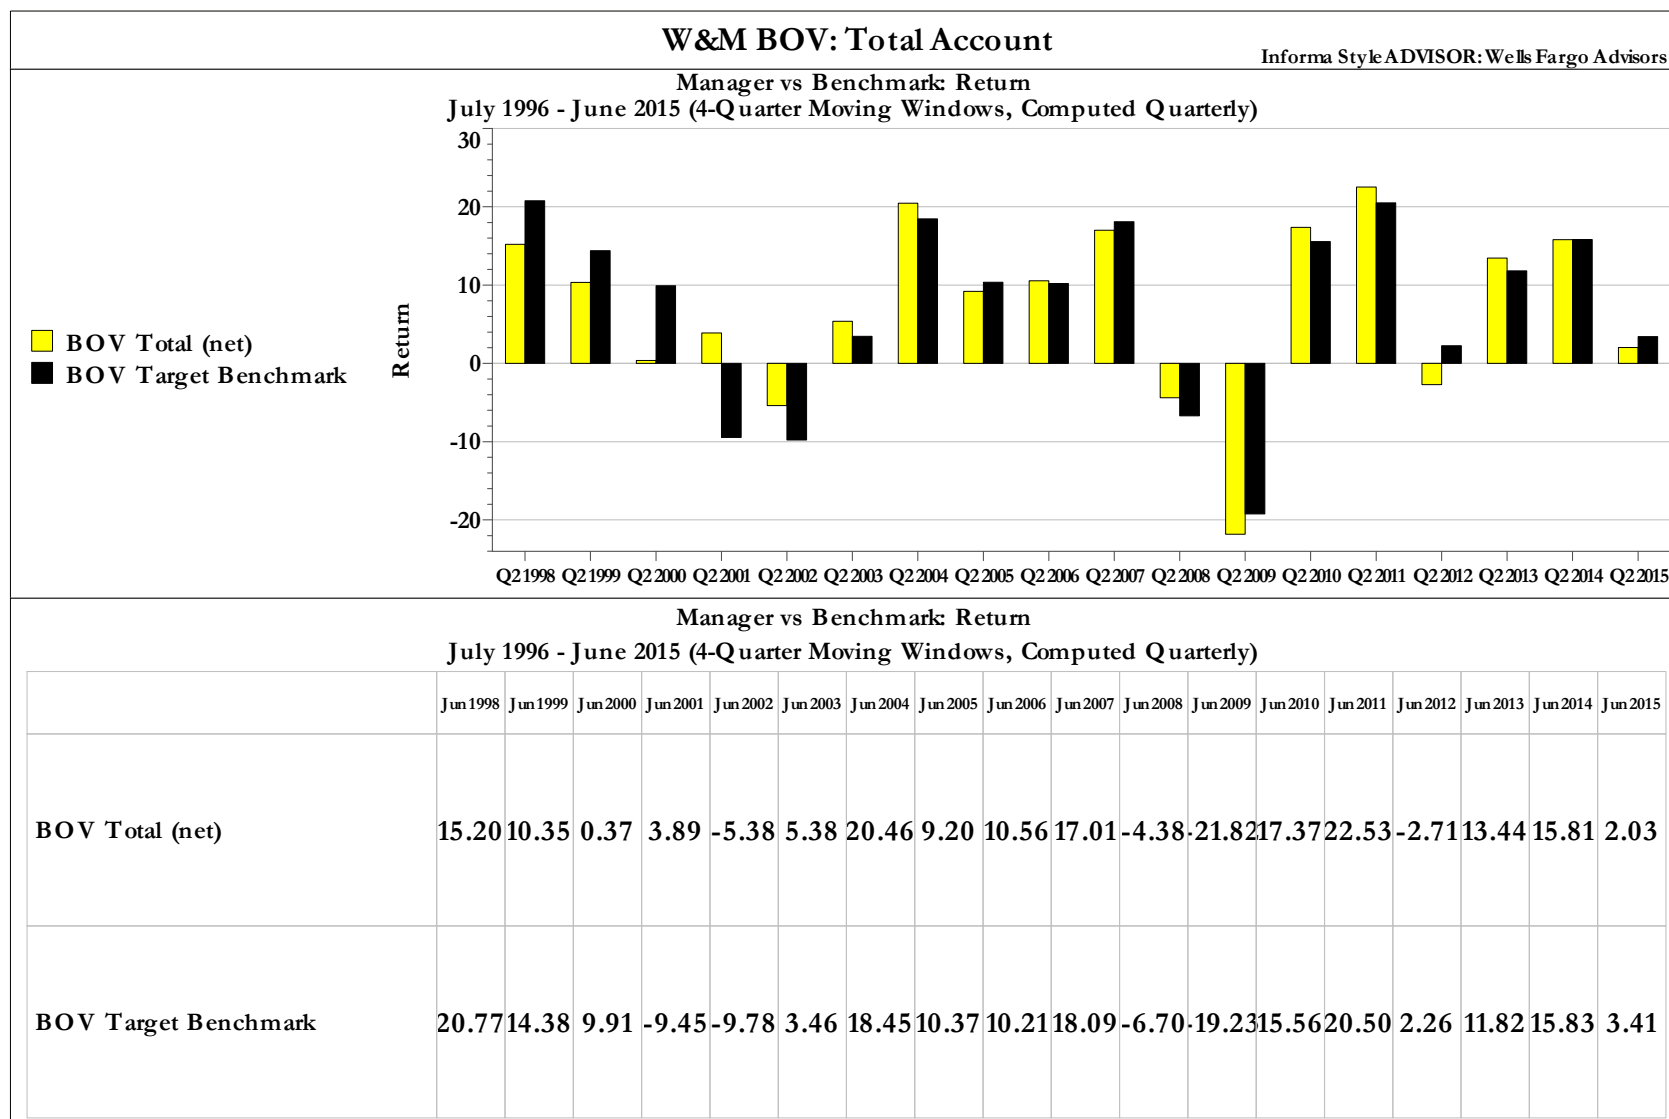 W&M BOV: Total Account
Informa Style ADVISOR: Wells Fargo Advisors
Manager vs Benchmark: Return
July 1996 - June 2015 (4-Quarter Moving Windows, Computed Quarterly)
30
20
10
0
-10
-20
Return
BOV Total (net)
BOV Target Benchmark
Q2 1998 Q2 1999 Q2 2000 Q2 2001 Q2 2002 Q2 2003 Q2 2004 Q2 2005 Q2 2006 Q2 2007 Q2 2008 Q2 2009 Q2 2010 Q2 2011 Q2 2012 Q2 2013 Q2 2014 Q2 2015
Manager vs Benchmark: Return
July 1996 - June 2015 (4-Quarter Moving Windows, Computed Quarterly)
Jun 1998 Jun 1999 Jun 2000 Jun 2001 Jun 2002 Jun 2003 Jun 2004 Jun 2005 Jun 2006 Jun 2007 Jun 2008 Jun 2009 Jun 2010 Jun 2011 Jun 2012 Jun 2013 Jun 2014 Jun 2015
BOV Total (net) 15.20 10.35 0.37 3.89 -5.38 5.38 20.46 9.20 10.56 17.01 -4.38 -21.82 17.37 22.53 -2.71 13.44 15.81 2.03
BOV Target Benchmark 20.77 14.38 9.91 -9.45 -9.78 3.46 18.45 10.37 10.21 18.09 -6.70 -19.23 15.56 20.50 2.26 11.82 15.83 3.41